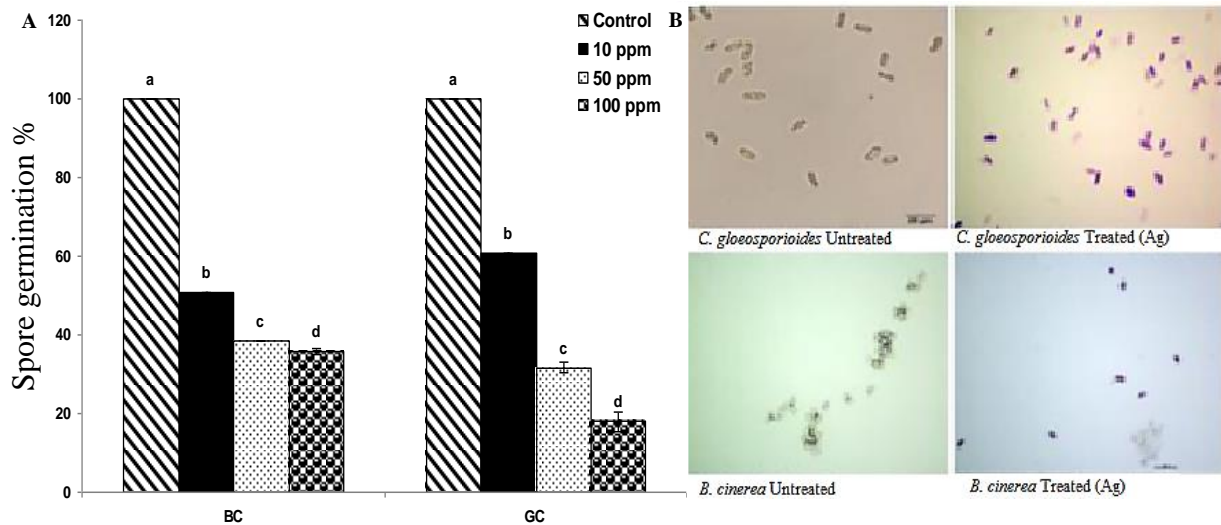 A
B
Spore germination %
120
100
80
60
40
20
0
Control
10 ppm
50 ppm
100 ppm
a
b
c
d
a
b
c
d
BC
GC
C. gloeosporioides Untreated
C. gloeosporioides Treated (Ag)
B. cinerea Untreated
B. cinerea Treated (Ag)